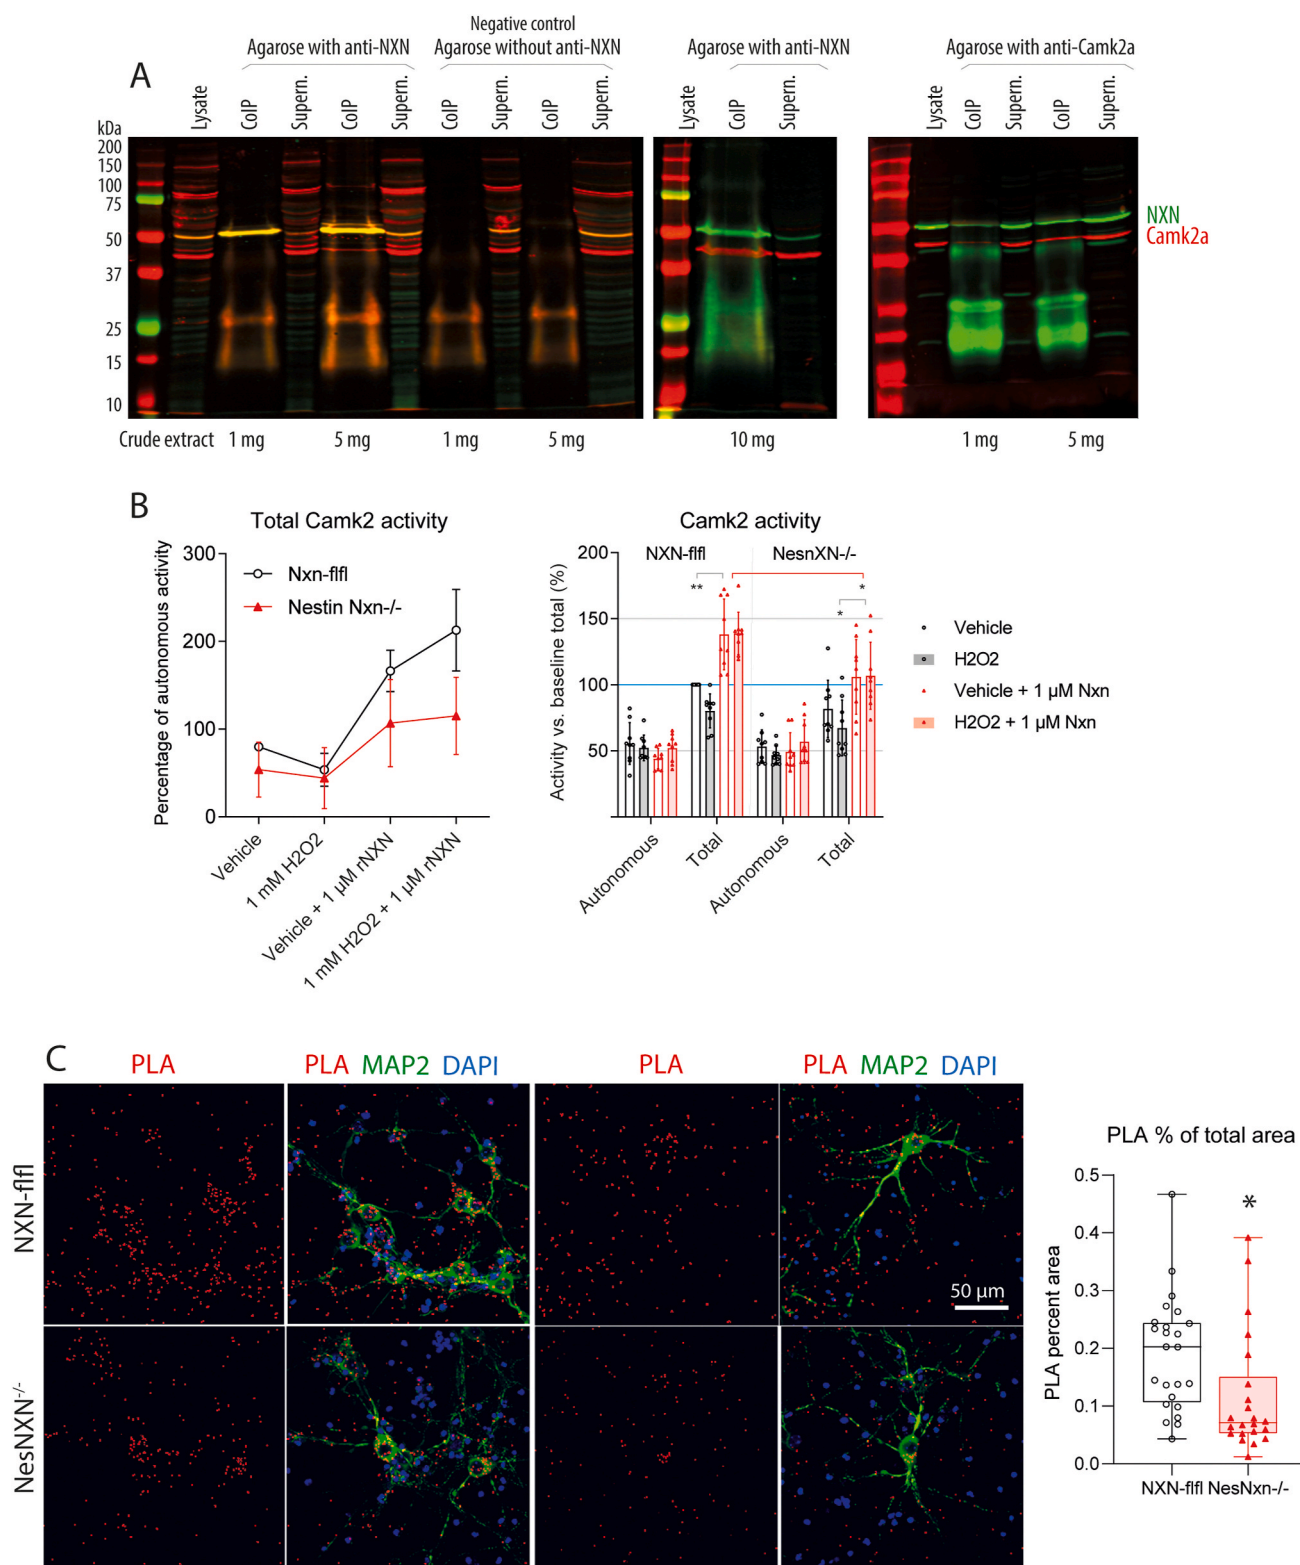 Negative control
Agarose with anti-NXN Agarose without anti-NXN Agarose with anti-NXN Agarose with anti-Camk2a
A
Lysate CoIP Supern. CoIP Supern. CoIP Supern. CoIP Supern. Lysate CoIP Supern. Lysate CoIP Supern. CoIP Supern.
kDa
200
150
100
75
50
37
25
15
10
NXN
Camk2a
Crude extract 1 mg 5 mg 1 mg 5 mg 10 mg 1 mg 5 mg
B
Total Camk2 activity
Percentage of autonomous activity
300
200
100
0
Nxn-flfl
Nestin Nxn-/-
Vehicle
1 mM H2O2
Vehicle + 1 µM rNXN
1 mM H2O2 + 1 µM rNXN
Camk2 activity
Activity vs. baseline total (%)
200
150
100
50
NXN-flfl NesnXN-/-
**
*
*
Autonomous
Total
Autonomous
Total
Vehicle
H2O2
Vehicle + 1 µM Nxn
H2O2 + 1 µM Nxn
C
PLA PLA MAP2 DAPI PLA PLA MAP2 DAPI
NXN-flfl
NesNXN-/-
50 µm
PLA % of total area
PLA percent area
0.5
0.4
0.3
0.2
0.1
0.0
*
NXN-flfl NesNxn-/-